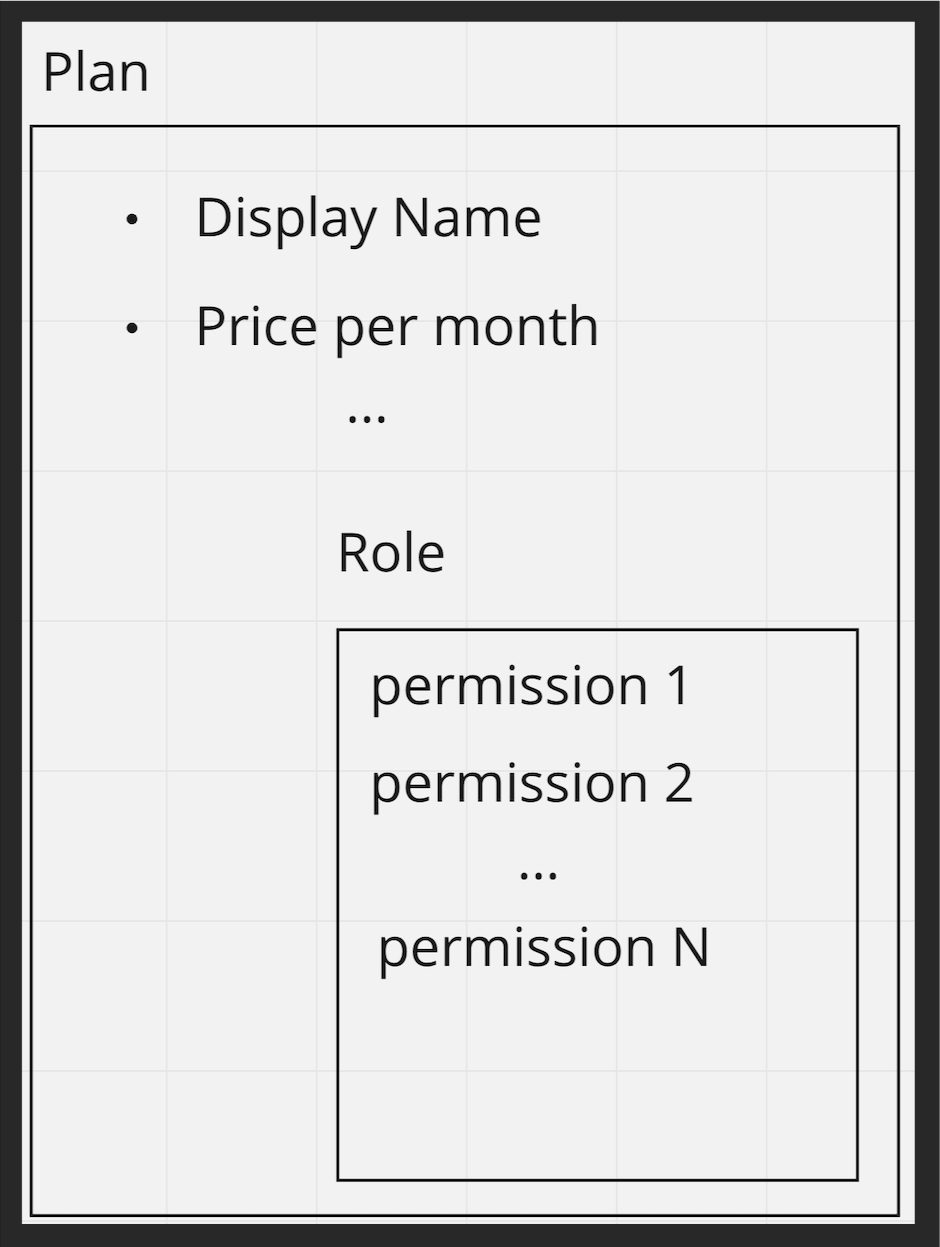 Plan
• Display Name
• Price per month
...
Role
permission 1
permission 2
...
permission N